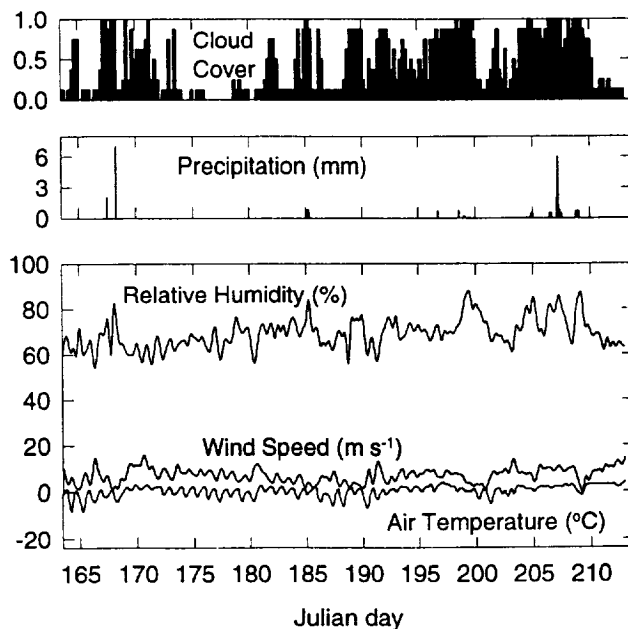 1.0
Cloud
0.5
Cover
0.0
6
Precipitation (mm)
3
0
100
Relative Humidity (%)
80
60
40
Wind Speed (m s⁻¹)
20
0
Air Temperature (°C)
-20
165 170 175 180 185 190 195 200 205 210
Julian day